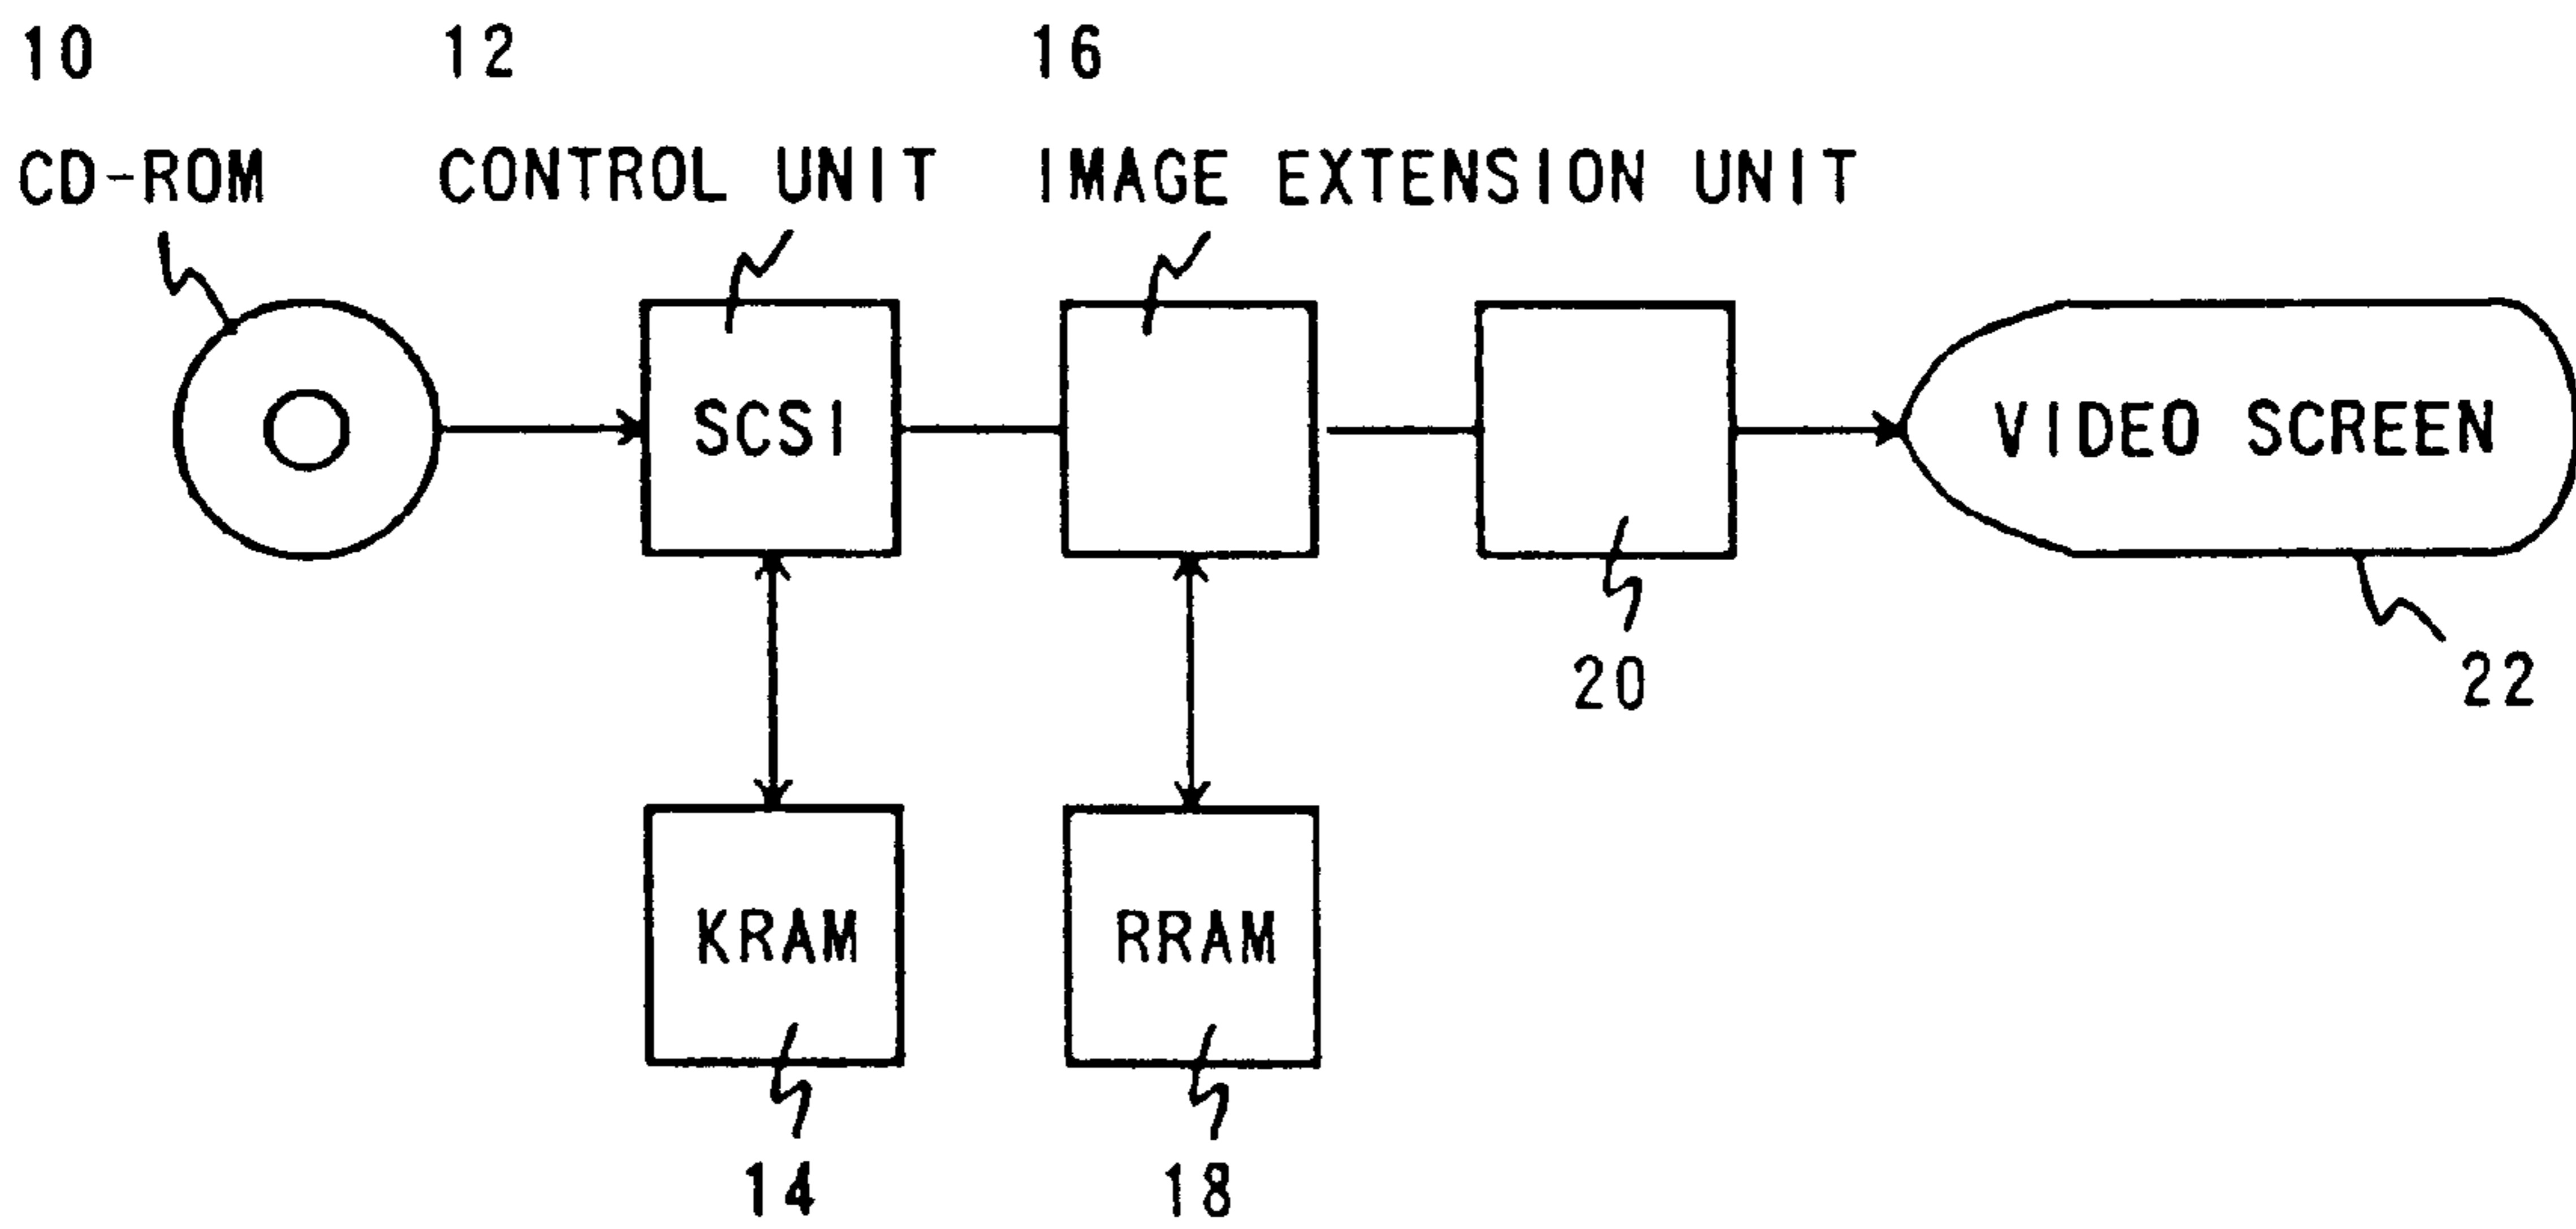 10
12
16
CD-ROM
CONTROL UNIT
IMAGE EXTENSION UNIT
SCSI
VIDEO SCREEN
20
22
KRAM
RRAM
14
18